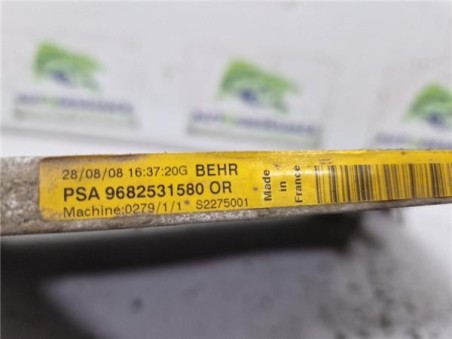 28/08/08 16:37:20G BEHR
PSA 9682531580 OR
Machine:0279/1/1* S2275001
Made
in
France